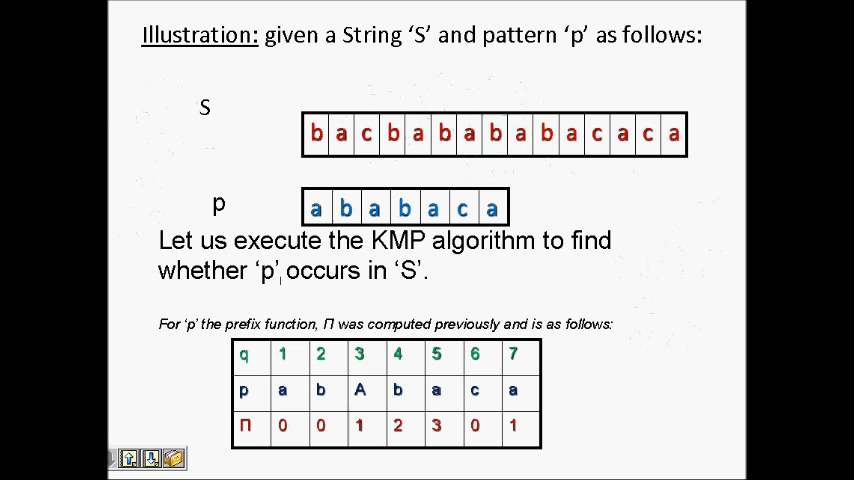 Illustration: given a String ‘S’ and pattern ‘p’ as follows:
S
b a c b a b a b a b a c a c a
p
a b a b a c a
Let us execute the KMP algorithm to find
whether ‘p’ occurs in ‘S’.
For ‘p’ the prefix function, Π was computed previously and is as follows:
q 1 2 3 4 5 6 7
p a b A b a c a
Π 0 0 1 2 3 0 1